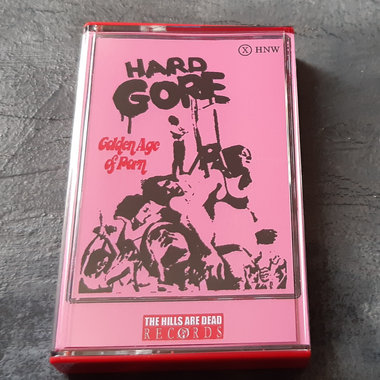 Ⓧ HNW
HARD
GORE
Golden Age
of Porn
THE HILLS ARE DEAD
RECORDS